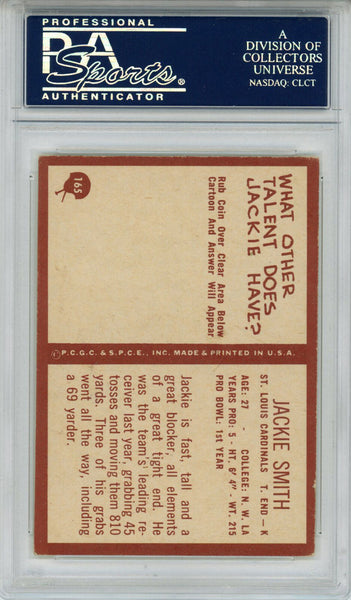 PROFESSIONAL
PSA
Sports®
AUTHENTICATOR
A
DIVISION OF
COLLECTORS
UNIVERSE
NASDAQ: CLCT
165
WHAT OTHER
TALENT DOES
JACKIE HAVE?
Rub Coin Over Clear Area Below
Cartoon And Answer Will Appear
© P.C.G.C. & S.P.C.E., INC. MADE & PRINTED IN U.S.A.
JACKIE SMITH
ST. LOUIS CARDINALS T. END — K
AGE: 27 - COLLEGE: N. W. LA
YEARS PRO: 5 - HT. 6' 4" - WT. 215
PRO BOWL: 1st YEAR
Jackie is fast, tall and a
great blocker, all elements
of a great tight end. He
was the team's leading re-
ceiver last year grabbing 45
tosses and moving them 810
yards. Three of his grabs
went all the way, including
a 69 yarder.